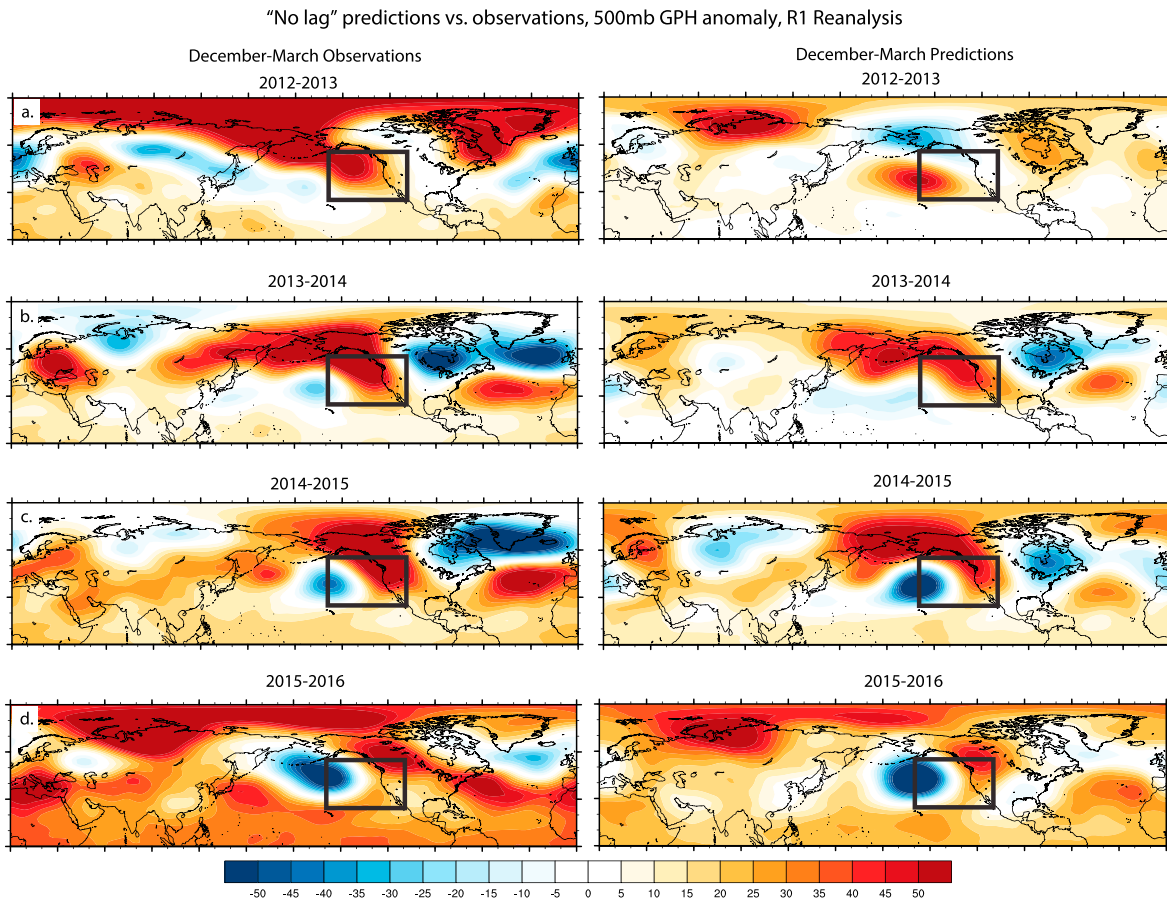 “No lag” predictions vs. observations, 500mb GPH anomaly, R1 Reanalysis
December-March Observations
December-March Predictions
2012-2013
2012-2013
a.
2013-2014
2013-2014
b.
2014-2015
2014-2015
c.
2015-2016
2015-2016
d.
-50 -45 -40 -35 -30 -25 -20 -15 -10 -5 0 5 10 15 20 25 30 35 40 45 50